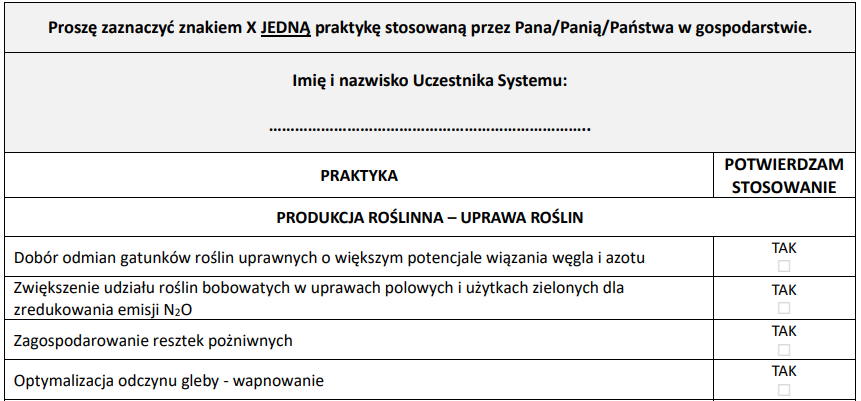 Proszę zaznaczyć znakiem X JEDNĄ praktykę stosowaną przez Pana/Panią/Państwa w gospodarstwie.
Imię i nazwisko Uczestnika Systemu:
………………………………………………………………..
PRAKTYKA
POTWIERDZAM
STOSOWANIE
PRODUKCJA ROŚLINNA – UPRAWA ROŚLIN
Dobór odmian gatunków roślin uprawnych o większym potencjale wiązania węgla i azotu
TAK
☐
Zwiększenie udziału roślin bobowatych w uprawach polowych i użytkach zielonych dla
zredukowania emisji N₂O
TAK
☐
Zagospodarowanie resztek pożniwnych
TAK
☐
Optymalizacja odczynu gleby - wapnowanie
TAK
☐